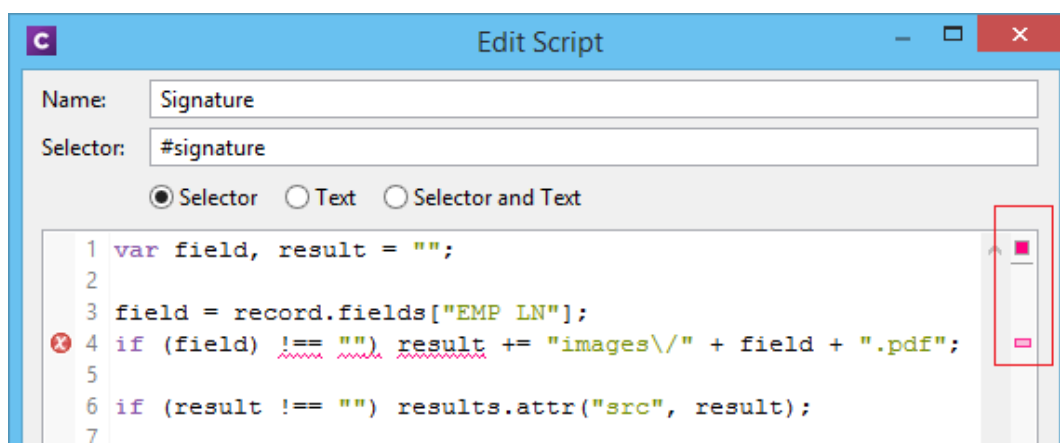 C Edit Script
Name: Signature
Selector: #signature
Selector Text Selector and Text
1 var field, result = "";
2
3 field = record.fields["EMP LN"];
4 if (field) !== "") result += "images\/" + field + ".pdf";
5
6 if (result !== "") results.attr("src", result);
7